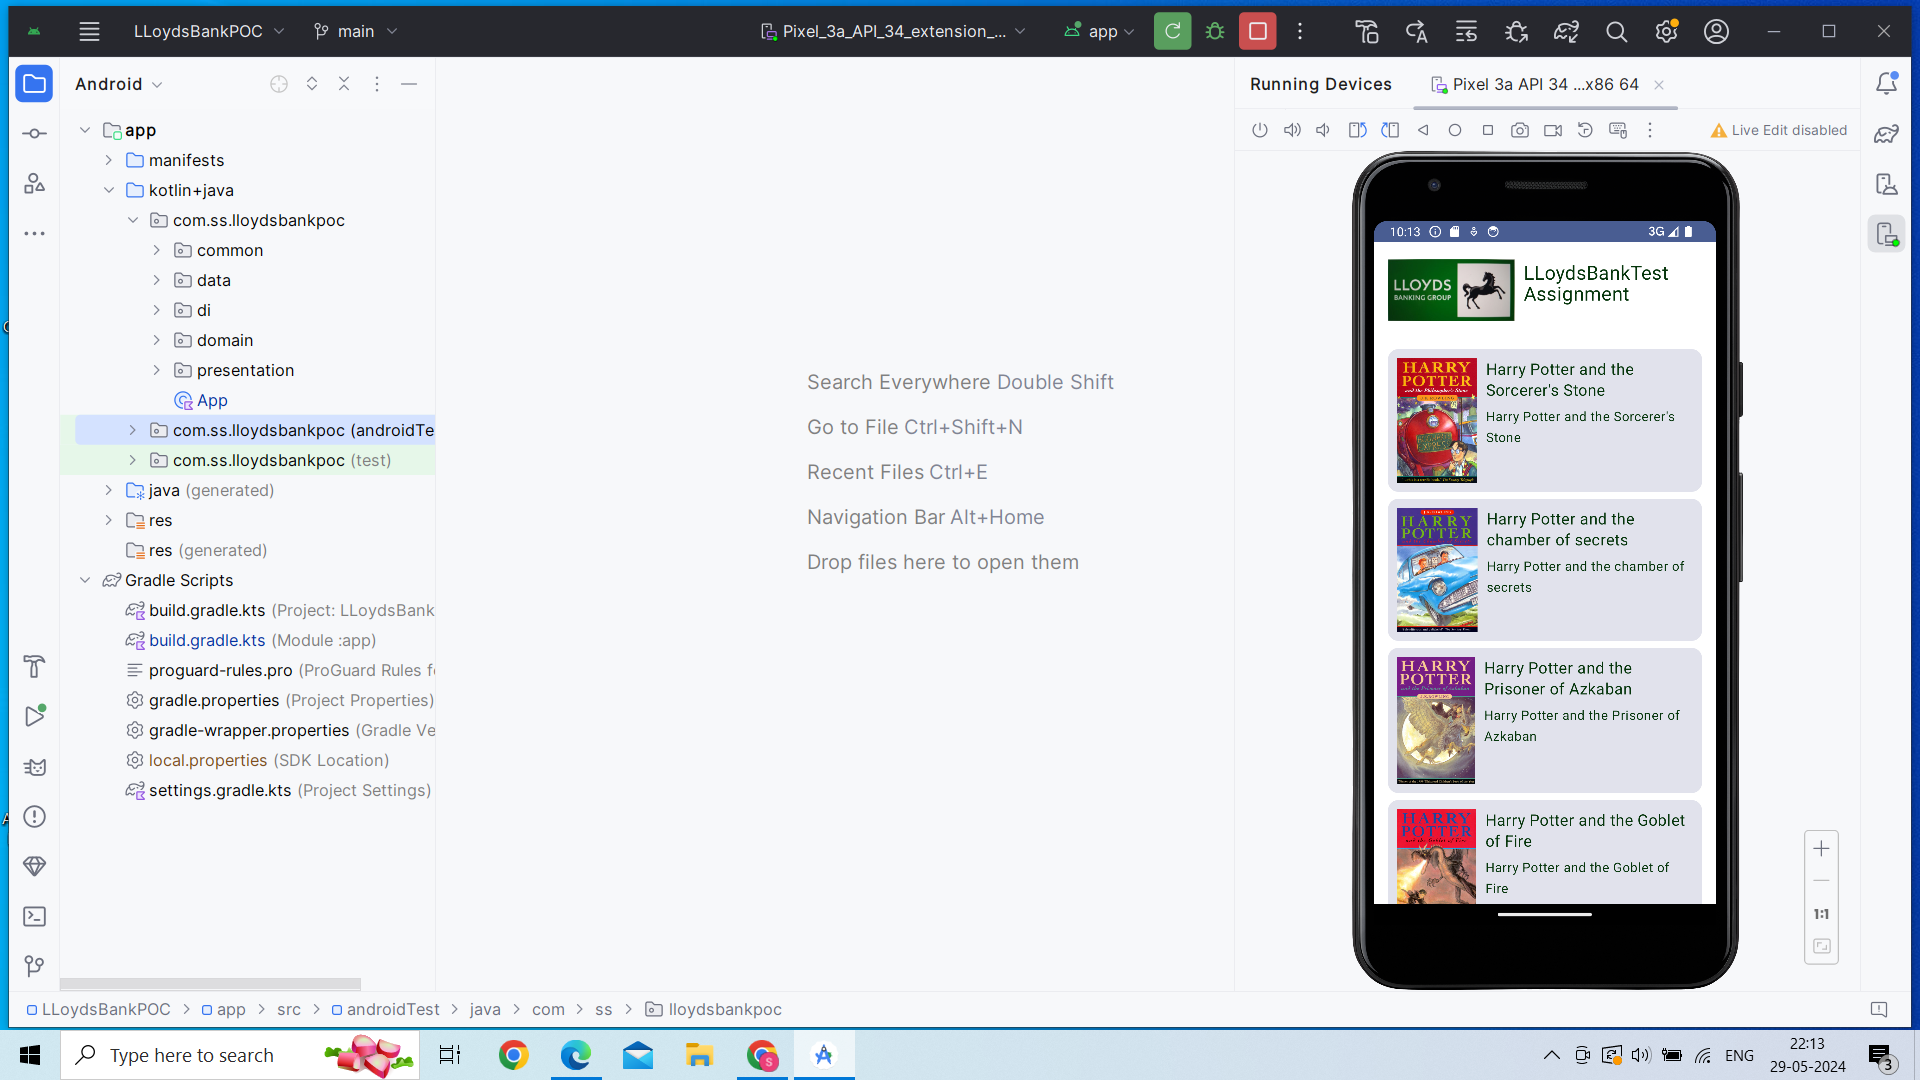 LLoydsBankPOC
main
Pixel_3a_API_34_extension_...
app
Android
app
manifests
kotlin+java
com.ss.lloydsbankpoc
common
data
di
domain
presentation
App
com.ss.lloydsbankpoc (androidTe
com.ss.lloydsbankpoc (test)
java (generated)
res
res (generated)
Gradle Scripts
build.gradle.kts (Project: LLoydsBank
build.gradle.kts (Module :app)
proguard-rules.pro (ProGuard Rules fo
gradle.properties (Project Properties)
gradle-wrapper.properties (Gradle Ve
local.properties (SDK Location)
settings.gradle.kts (Project Settings)
Search Everywhere Double Shift
Go to File Ctrl+Shift+N
Recent Files Ctrl+E
Navigation Bar Alt+Home
Drop files here to open them
Running Devices
Pixel 3a API 34 ...x86 64
Live Edit disabled
10:13
3G
LLOYDS
BANKING GROUP
LLoydsBankTest
Assignment
HARRY
POTTER
Harry Potter and the
Sorcerer's Stone
Harry Potter and the Sorcerer's
Stone
HARRY
POTTER
Harry Potter and the
chamber of secrets
Harry Potter and the chamber of
secrets
HARRY
POTTER
Harry Potter and the
Prisoner of Azkaban
Harry Potter and the Prisoner of
Azkaban
HARRY
POTTER
Harry Potter and the Goblet
of Fire
Harry Potter and the Goblet of
Fire
1:1
LLoydsBankPOC > app > src > androidTest > java > com > ss > lloydsbankpoc
Type here to search
ENG
22:13
29-05-2024
3